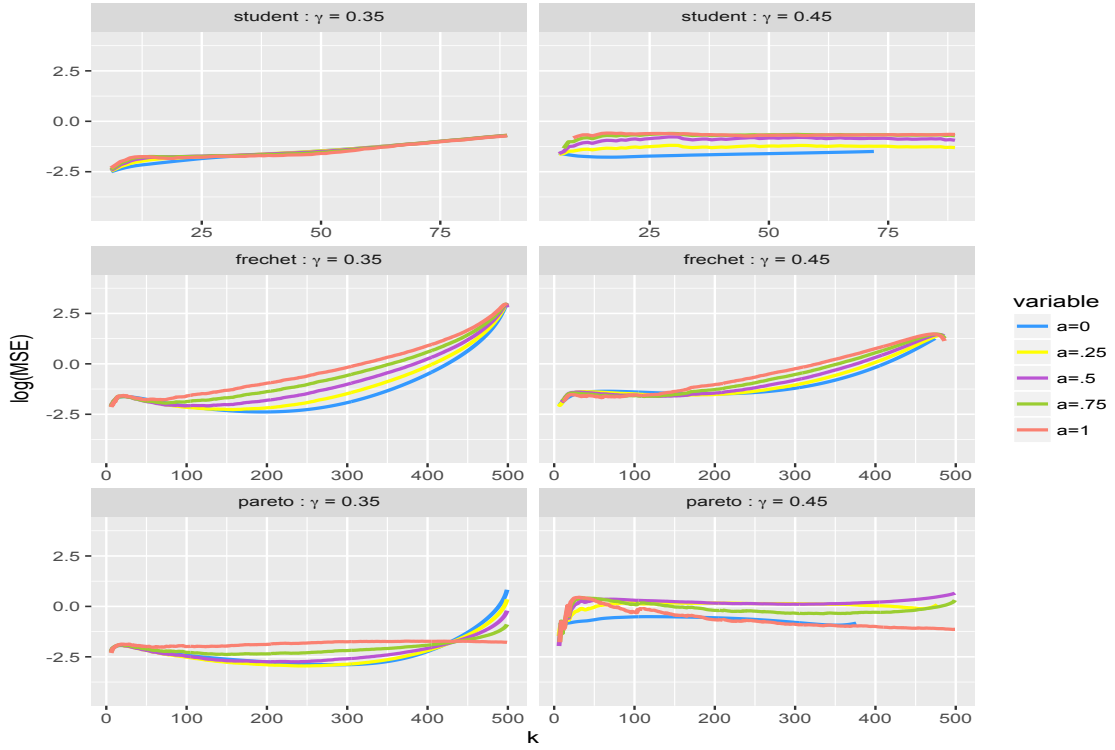 student : γ = 0.35
student : γ = 0.45
2.5
0.0
-2.5
25
50
75
25
50
75
frechet : γ = 0.35
frechet : γ = 0.45
2.5
0.0
-2.5
0
100
200
300
400
500
0
100
200
300
400
500
pareto : γ = 0.35
pareto : γ = 0.45
2.5
0.0
-2.5
0
100
200
300
400
500
0
100
200
300
400
500
log(MSE)
k
variable
a=0
a=.25
a=.5
a=.75
a=1